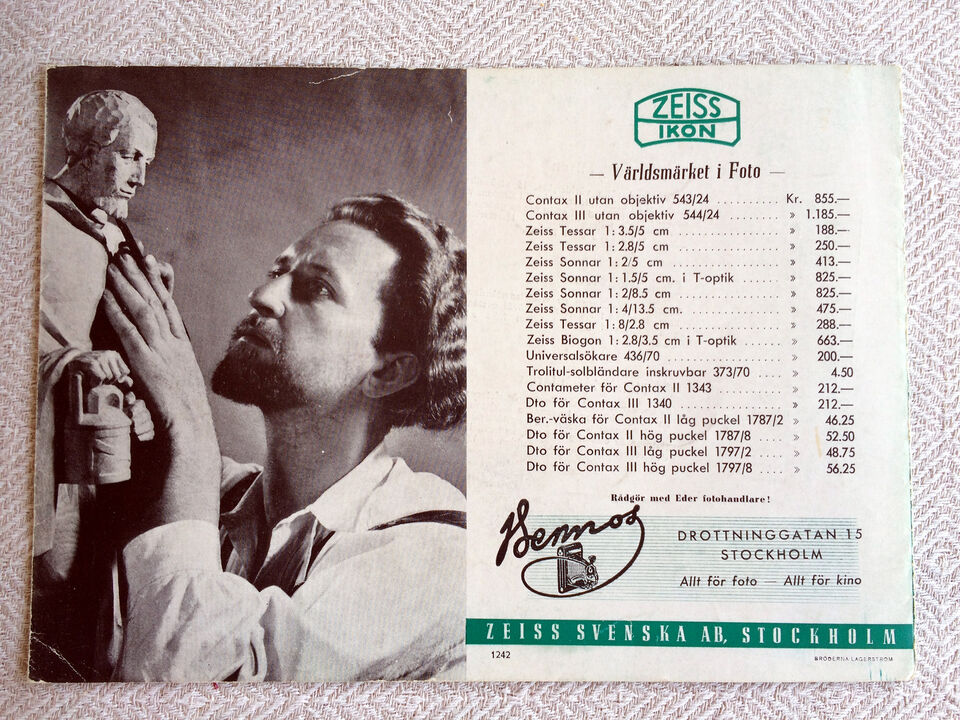 ZEISS
IKON
— Världsmärket i Foto —
Contax II utan objektiv 543/24 .......... Kr. 855.—
Contax III utan objektiv 544/24 ........ » 1.185.—
Zeiss Tessar 1:3.5/5 cm ................ » 188.—
Zeiss Tessar 1:2.8/5 cm ................ » 250.—
Zeiss Sonnar 1:2/5 cm .................. » 413.—
Zeiss Sonnar 1:1.5/5 cm. i T-optik ...... » 825.—
Zeiss Sonnar 1:2/8.5 cm ................ » 825.—
Zeiss Sonnar 1:4/13.5 cm. .............. » 475.—
Zeiss Tessar 1:8/2.8 cm ................ » 288.—
Zeiss Biogon 1:2.8/3.5 cm i T-optik ...... » 663.—
Universalsökare 436/70 ................. » 200.—
Trolitul-solbländare inskruvbar 373/70 .... » 4.50
Contameter för Contax II 1343 .......... » 212.—
Dto för Contax III 1340 ................ » 212.—
Ber.-väska för Contax II låg puckel 1787/2 » 46.25
Dto för Contax II hög puckel 1787/8 .... » 52.50
Dto för Contax III låg puckel 1797/2 .... » 48.75
Dto för Contax III hög puckel 1797/8 .... » 56.25
Rådgör med Eder fotohandlare!
Hennos
DROTTNINGGATAN 15
STOCKHOLM
Allt för foto — Allt för kino
ZEISS SVENSKA AB, STOCKHOLM
1242
BRÖDERNA LAGERSTRÖM